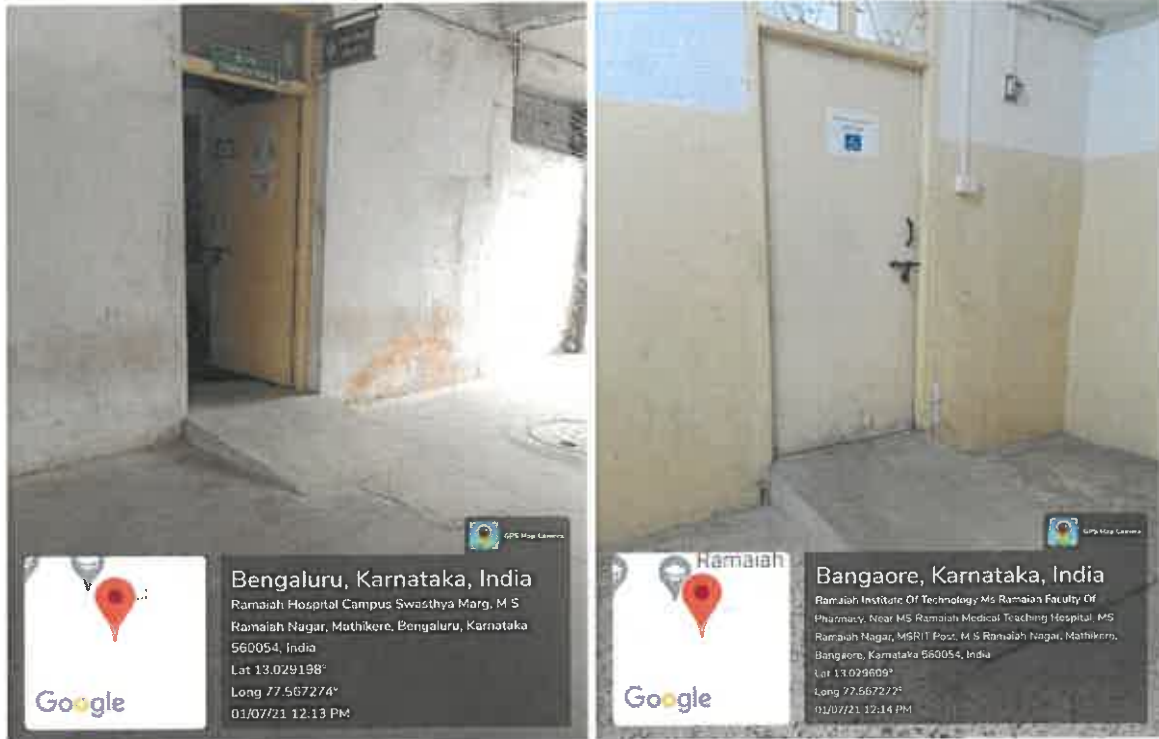 GPS Map Camera
Google
Bengaluru, Karnataka, India
Ramaiah Hospital Campus Swasthya Marg, M S
Ramaiah Nagar, Mathikere, Bengaluru, Karnataka
560054, India
Lat 13.029198°
Long 77.567274°
01/07/21 12:13 PM
GPS Map Camera
Ramaiah
Google
Bangaore, Karnataka, India
Ramaiah Institute Of Technology Ms Ramaiah Faculty Of
Pharmacy, Near MS Ramaiah Medical Teaching Hospital, MS
Ramaiah Nagar, MSRIT Post, M S Ramaiah Nagar, Mathikere,
Bangaore, Karnataka 560054, India
Lat 13.029609°
Long 77.567272°
01/07/21 12:14 PM